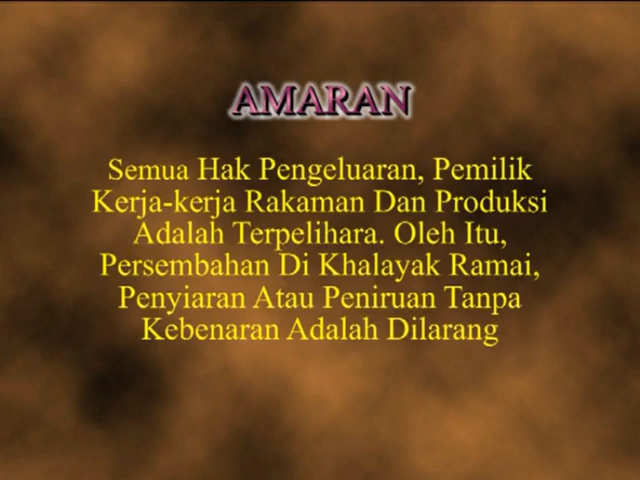 AMARAN
Semua Hak Pengeluaran, Pemilik
Kerja-kerja Rakaman Dan Produksi
Adalah Terpelihara. Oleh Itu,
Persembahan Di Khalayak Ramai,
Penyiaran Atau Peniruan Tanpa
Kebenaran Adalah Dilarang